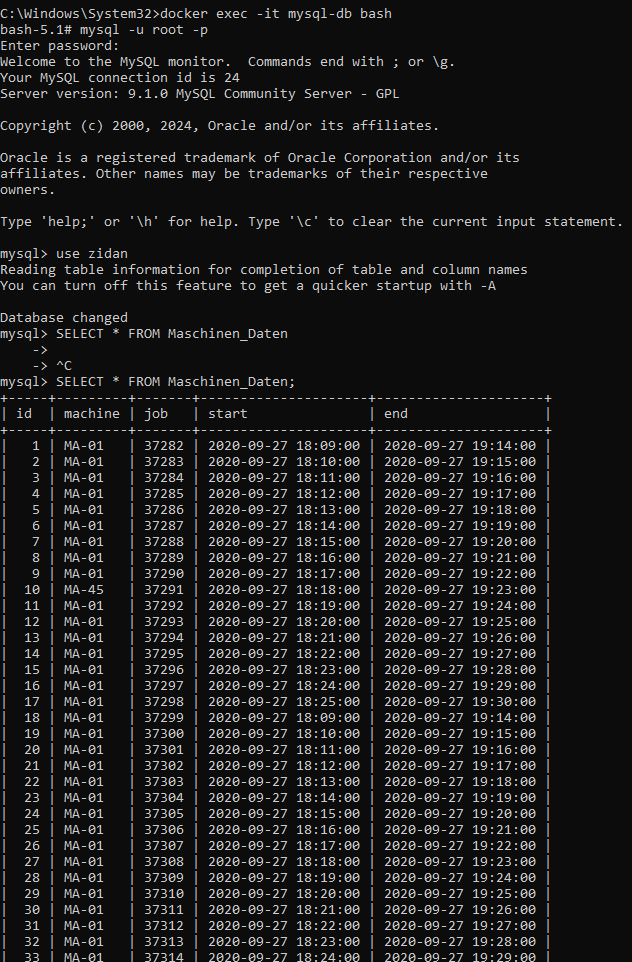 C:\Windows\System32>docker exec -it mysql-db bash
bash-5.1# mysql -u root -p
Enter password:
Welcome to the MySQL monitor.  Commands end with ; or \g.
Your MySQL connection id is 24
Server version: 9.1.0 MySQL Community Server - GPL

Copyright (c) 2000, 2024, Oracle and/or its affiliates.

Oracle is a registered trademark of Oracle Corporation and/or its
affiliates. Other names may be trademarks of their respective
owners.

Type 'help;' or '\h' for help. Type '\c' to clear the current input statement.

mysql> use zidan
Reading table information for completion of table and column names
You can turn off this feature to get a quicker startup with -A

Database changed
mysql> SELECT * FROM Maschinen_Daten
    ->
    -> ^C
mysql> SELECT * FROM Maschinen_Daten;
+-----+---------+-------+---------------------+---------------------+
| id  | machine | job   | start               | end                 |
+-----+---------+-------+---------------------+---------------------+
|   1 | MA-01   | 37282 | 2020-09-27 18:09:00 | 2020-09-27 19:14:00 |
|   2 | MA-01   | 37283 | 2020-09-27 18:10:00 | 2020-09-27 19:15:00 |
|   3 | MA-01   | 37284 | 2020-09-27 18:11:00 | 2020-09-27 19:16:00 |
|   4 | MA-01   | 37285 | 2020-09-27 18:12:00 | 2020-09-27 19:17:00 |
|   5 | MA-01   | 37286 | 2020-09-27 18:13:00 | 2020-09-27 19:18:00 |
|   6 | MA-01   | 37287 | 2020-09-27 18:14:00 | 2020-09-27 19:19:00 |
|   7 | MA-01   | 37288 | 2020-09-27 18:15:00 | 2020-09-27 19:20:00 |
|   8 | MA-01   | 37289 | 2020-09-27 18:16:00 | 2020-09-27 19:21:00 |
|   9 | MA-01   | 37290 | 2020-09-27 18:17:00 | 2020-09-27 19:22:00 |
|  10 | MA-45   | 37291 | 2020-09-27 18:18:00 | 2020-09-27 19:23:00 |
|  11 | MA-01   | 37292 | 2020-09-27 18:19:00 | 2020-09-27 19:24:00 |
|  12 | MA-01   | 37293 | 2020-09-27 18:20:00 | 2020-09-27 19:25:00 |
|  13 | MA-01   | 37294 | 2020-09-27 18:21:00 | 2020-09-27 19:26:00 |
|  14 | MA-01   | 37295 | 2020-09-27 18:22:00 | 2020-09-27 19:27:00 |
|  15 | MA-01   | 37296 | 2020-09-27 18:23:00 | 2020-09-27 19:28:00 |
|  16 | MA-01   | 37297 | 2020-09-27 18:24:00 | 2020-09-27 19:29:00 |
|  17 | MA-01   | 37298 | 2020-09-27 18:25:00 | 2020-09-27 19:30:00 |
|  18 | MA-01   | 37299 | 2020-09-27 18:09:00 | 2020-09-27 19:14:00 |
|  19 | MA-01   | 37300 | 2020-09-27 18:10:00 | 2020-09-27 19:15:00 |
|  20 | MA-01   | 37301 | 2020-09-27 18:11:00 | 2020-09-27 19:16:00 |
|  21 | MA-01   | 37302 | 2020-09-27 18:12:00 | 2020-09-27 19:17:00 |
|  22 | MA-01   | 37303 | 2020-09-27 18:13:00 | 2020-09-27 19:18:00 |
|  23 | MA-01   | 37304 | 2020-09-27 18:14:00 | 2020-09-27 19:19:00 |
|  24 | MA-01   | 37305 | 2020-09-27 18:15:00 | 2020-09-27 19:20:00 |
|  25 | MA-01   | 37306 | 2020-09-27 18:16:00 | 2020-09-27 19:21:00 |
|  26 | MA-01   | 37307 | 2020-09-27 18:17:00 | 2020-09-27 19:22:00 |
|  27 | MA-01   | 37308 | 2020-09-27 18:18:00 | 2020-09-27 19:23:00 |
|  28 | MA-01   | 37309 | 2020-09-27 18:19:00 | 2020-09-27 19:24:00 |
|  29 | MA-01   | 37310 | 2020-09-27 18:20:00 | 2020-09-27 19:25:00 |
|  30 | MA-01   | 37311 | 2020-09-27 18:21:00 | 2020-09-27 19:26:00 |
|  31 | MA-01   | 37312 | 2020-09-27 18:22:00 | 2020-09-27 19:27:00 |
|  32 | MA-01   | 37313 | 2020-09-27 18:23:00 | 2020-09-27 19:28:00 |
|  33 | MA-01   | 37314 | 2020-09-27 18:24:00 | 2020-09-27 19:29:00 |